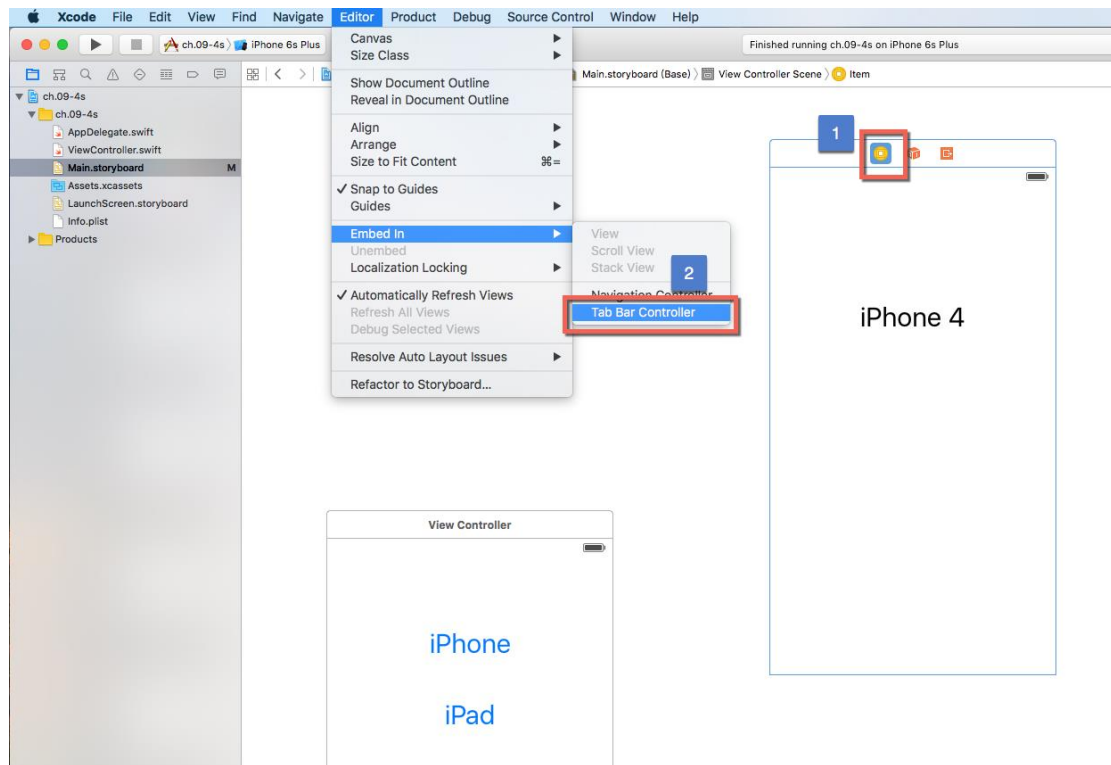 Xcode File Edit View Find Navigate Editor Product Debug Source Control Window Help
ch.09-4s iPhone 6s Plus
Finished running ch.09-4s on iPhone 6s Plus
Main.storyboard (Base) View Controller Scene Item
ch.09-4s
ch.09-4s
AppDelegate.swift
ViewController.swift
Main.storyboard M
Assets.xcassets
LaunchScreen.storyboard
Info.plist
Products
Canvas
Size Class
Show Document Outline
Reveal in Document Outline
Align
Arrange
Size to Fit Content ⌘=
✓ Snap to Guides
Guides
Embed In
Unembed
Localization Locking
✓ Automatically Refresh Views
Refresh All Views
Debug Selected Views
Resolve Auto Layout Issues
Refactor to Storyboard...
View
Scroll View
Stack View
2
Navigation Controller
Tab Bar Controller
1
iPhone 4
View Controller
iPhone
iPad